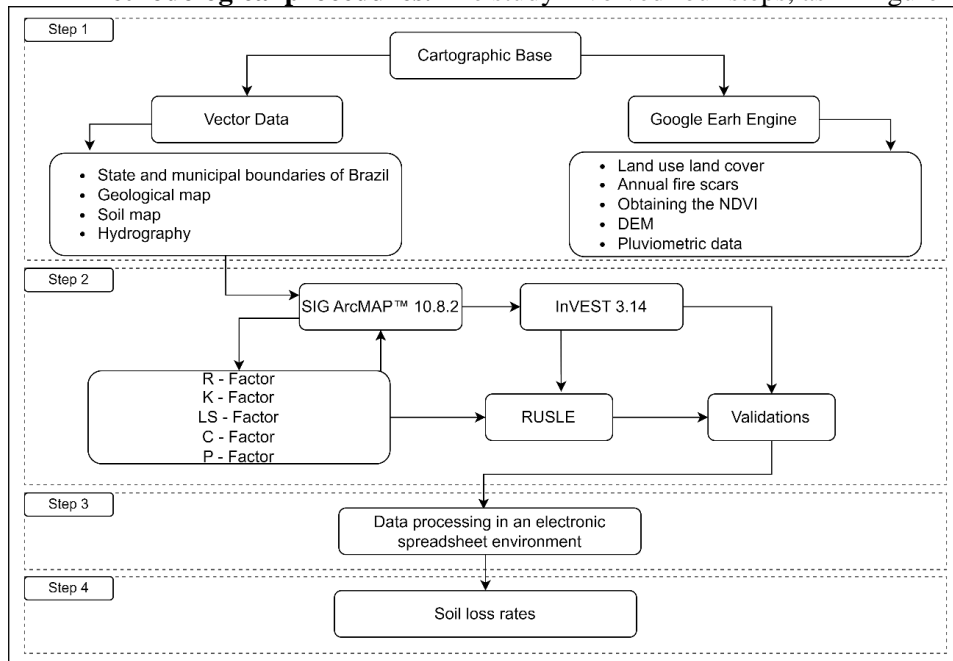 Step 1
Cartographic Base
Vector Data
Google Earh Engine
• State and municipal boundaries of Brazil
• Geological map
• Soil map
• Hydrography
• Land use land cover
• Annual fire scars
• Obtaining the NDVI
• DEM
• Pluviometric data
Step 2
SIG ArcMAP™ 10.8.2
InVEST 3.14
R - Factor
K - Factor
LS - Factor
C - Factor
P - Factor
RUSLE
Validations
Step 3
Data processing in an electronic
spreadsheet environment
Step 4
Soil loss rates